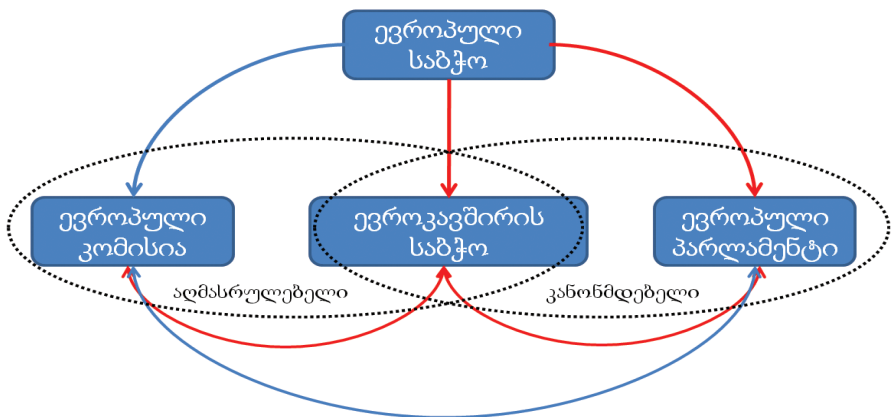 ევროპული
საბჭო
ევროპული
კომისია
ევროკავშირის
საბჭო
ევროპული
პარლამენტი
აღმასრულებელი
კანონმდებელი